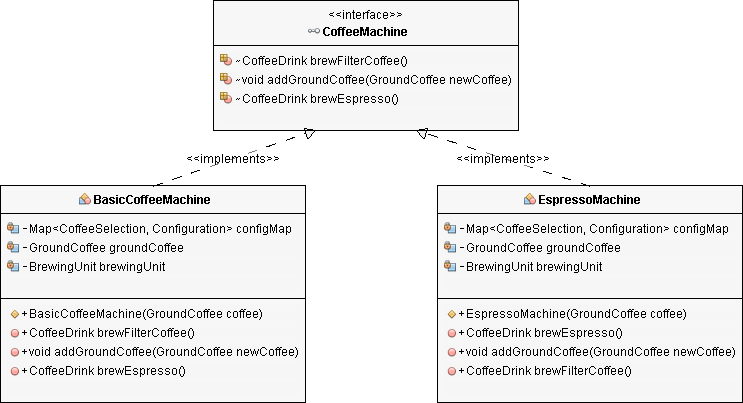 <<interface>>
CoffeeMachine
~CoffeeDrink brewFilterCoffee()
~void addGroundCoffee(GroundCoffee newCoffee)
~CoffeeDrink brewEspresso()
<<implements>>
<<implements>>
BasicCoffeeMachine
-Map<CoffeeSelection, Configuration> configMap
-GroundCoffee groundCoffee
-BrewingUnit brewingUnit
+BasicCoffeeMachine(GroundCoffee coffee)
+CoffeeDrink brewFilterCoffee()
+void addGroundCoffee(GroundCoffee newCoffee)
+CoffeeDrink brewEspresso()
EspressoMachine
-Map<CoffeeSelection, Configuration> configMap
-GroundCoffee groundCoffee
-BrewingUnit brewingUnit
+EspressoMachine(GroundCoffee coffee)
+CoffeeDrink brewEspresso()
+void addGroundCoffee(GroundCoffee newCoffee)
+CoffeeDrink brewFilterCoffee()